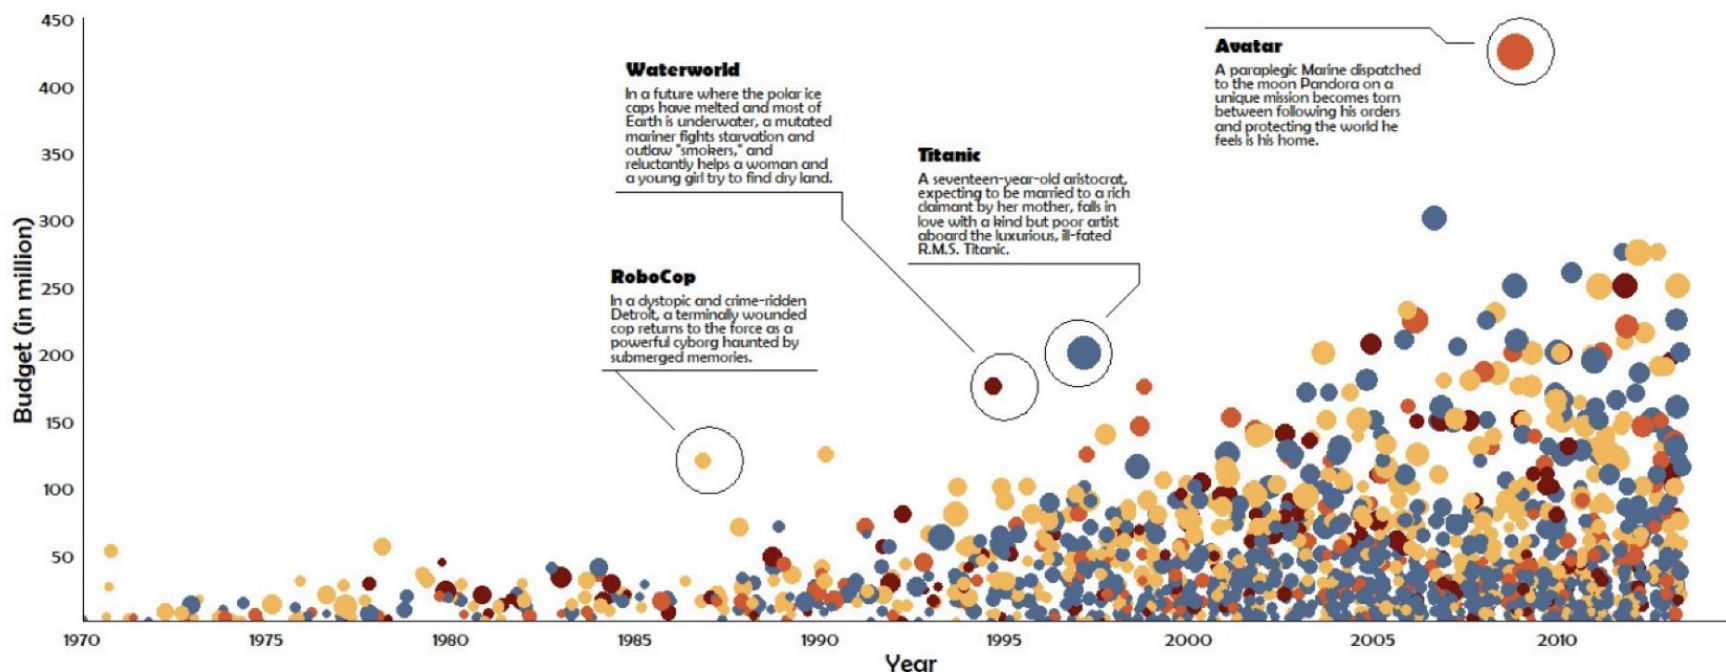 450
400
350
300
250
200
150
100
50
Budget (in million)
Waterworld
In a future where the polar ice
caps have melted and most of
Earth is underwater, a mutated
mariner fights starvation and
outlaw "smokers," and
reluctantly helps a woman and
a young girl try to find dry land.
RoboCop
In a dystopic and crime-ridden
Detroit, a terminally wounded
cop returns to the force as a
powerful cyborg haunted by
submerged memories.
Titanic
A seventeen-year-old aristocrat,
expecting to be married to a rich
claimant by her mother, falls in
love with a kind but poor artist
aboard the luxurious, ill-fated
R.M.S. Titanic.
Avatar
A paraplegic Marine dispatched
to the moon Pandora on a
unique mission becomes torn
between following his orders
and protecting the world he
feels is his home.
1970
1975
1980
1985
1990
1995
2000
2005
2010
Year